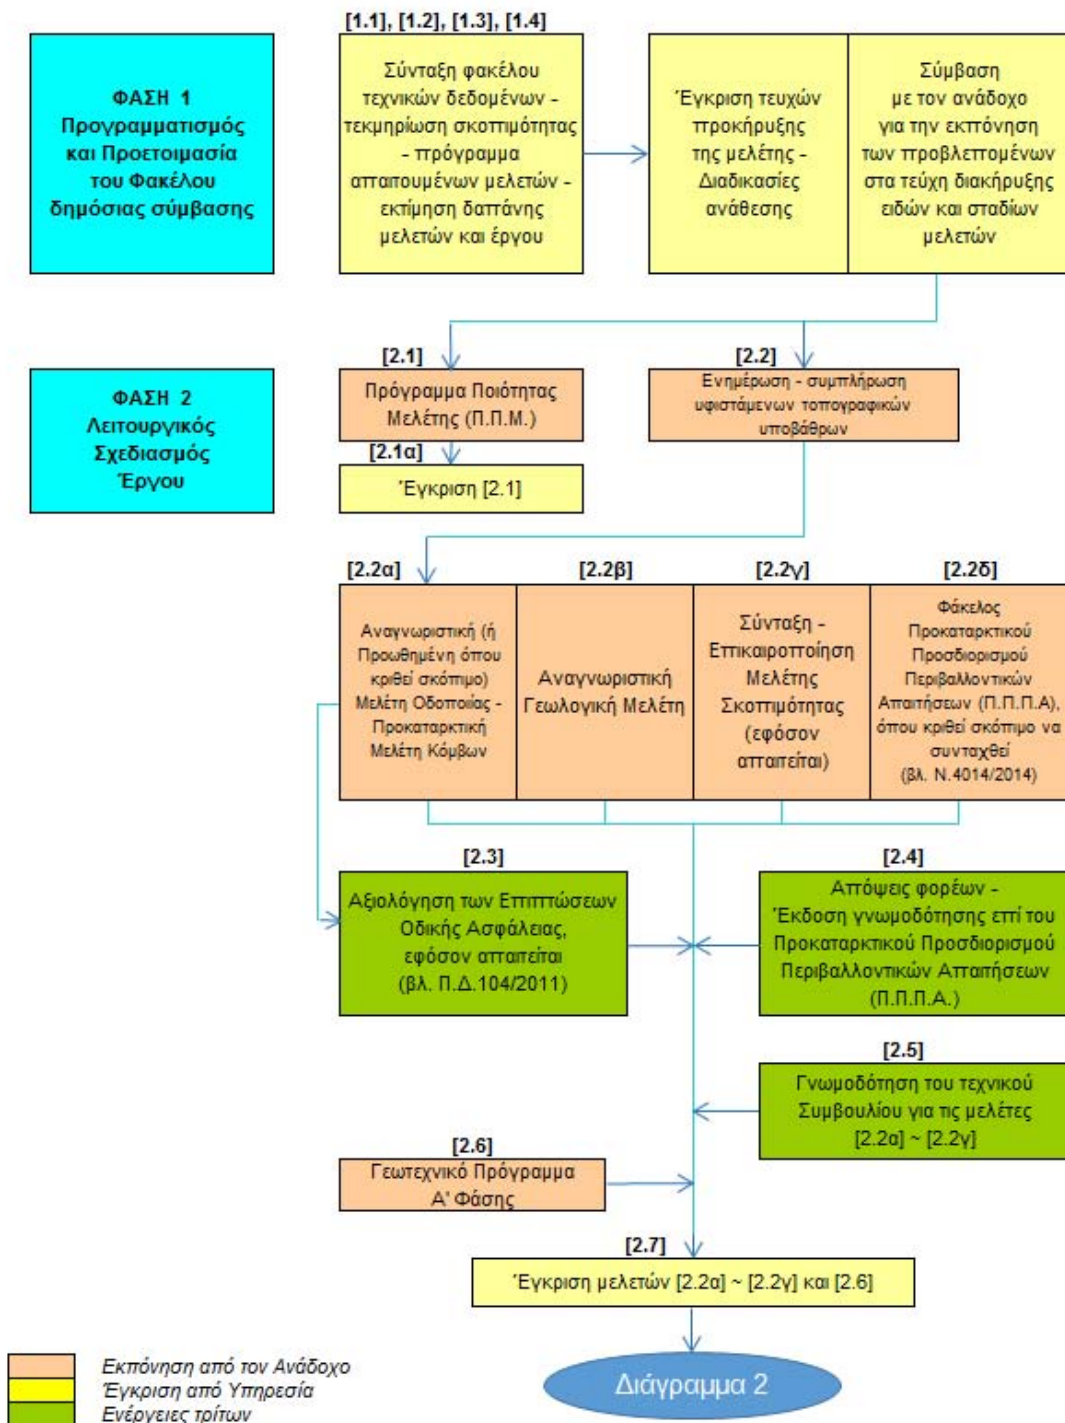 [1.1], [1.2], [1.3], [1.4]
ΦΑΣΗ 1
Προγραμματισμός
και Προετοιμασία
του Φακέλου
δημόσιας σύμβασης
Σύνταξη φακέλου
τεχνικών δεδομένων -
τεκμηρίωση σκοπιμότητας
- πρόγραμμα
απαιτουμένων μελετών -
εκτίμηση δαπάνης
μελετών και έργου
Έγκριση τευχών
προκήρυξης
της μελέτης -
Διαδικασίες
ανάθεσης
Σύμβαση
με τον ανάδοχο
για την εκπόνηση
των προβλεπομένων
στα τεύχη διακήρυξης
ειδών και σταδίων
μελετών
ΦΑΣΗ 2
Λειτουργικός
Σχεδιασμός
Έργου
[2.1]
Πρόγραμμα Ποιότητας
Μελέτης (Π.Π.Μ.)
[2.1α]
Έγκριση [2.1]
[2.2]
Ενημέρωση - συμπλήρωση
υφιστάμενων τοπογραφικών
υποβάθρων
[2.2α]
Αναγνωριστική (ή
Προωθημένη όπου
κριθεί σκόπιμο)
Μελέτη Οδοποιίας -
Προκαταρκτική
Μελέτη Κόμβων
[2.2β]
Αναγνωριστική
Γεωλογική Μελέτη
[2.2γ]
Σύνταξη -
Επικαιροποίηση
Μελέτης
Σκοπιμότητας
(εφόσον
απαιτείται)
[2.2δ]
Φάκελος
Προκαταρκτικού
Προσδιορισμού
Περιβαλλοντικών
Απαιτήσεων (Π.Π.Π.Α),
όπου κριθεί σκόπιμο να
συνταχθεί
(βλ. Ν.4014/2014)
[2.3]
Αξιολόγηση των Επιπτώσεων
Οδικής Ασφάλειας,
εφόσον απαιτείται
(βλ. Π.Δ.104/2011)
[2.4]
Απόψεις φορέων -
Έκδοση γνωμοδότησης επί του
Προκαταρκτικού Προσδιορισμού
Περιβαλλοντικών Απαιτήσεων
(Π.Π.Π.Α.)
[2.5]
Γνωμοδότηση του τεχνικού
Συμβουλίου για τις μελέτες
[2.2α] ~ [2.2γ]
[2.6]
Γεωτεχνικό Πρόγραμμα
Α' Φάσης
[2.7]
Έγκριση μελετών [2.2α] ~ [2.2γ] και [2.6]
Διάγραμμα 2
Εκπόνηση από τον Ανάδοχο
Έγκριση από Υπηρεσία
Ενέργειες τρίτων